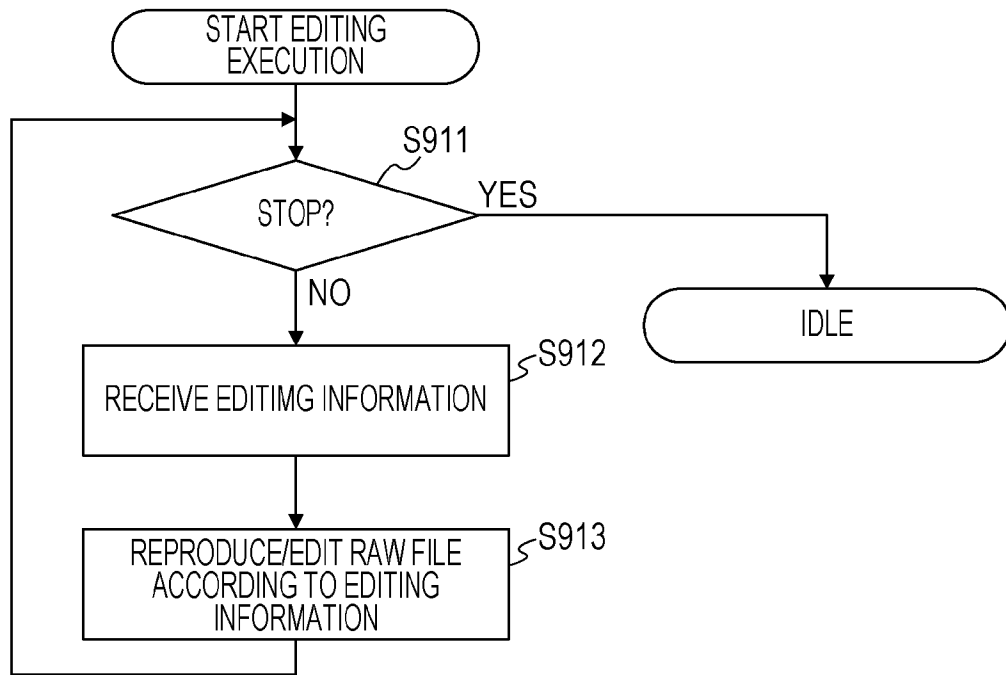 START EDITING
EXECUTION
S911
STOP?
YES
NO
IDLE
S912
RECEIVE EDITIMG INFORMATION
S913
REPRODUCE/EDIT RAW FILE
ACCORDING TO EDITING
INFORMATION